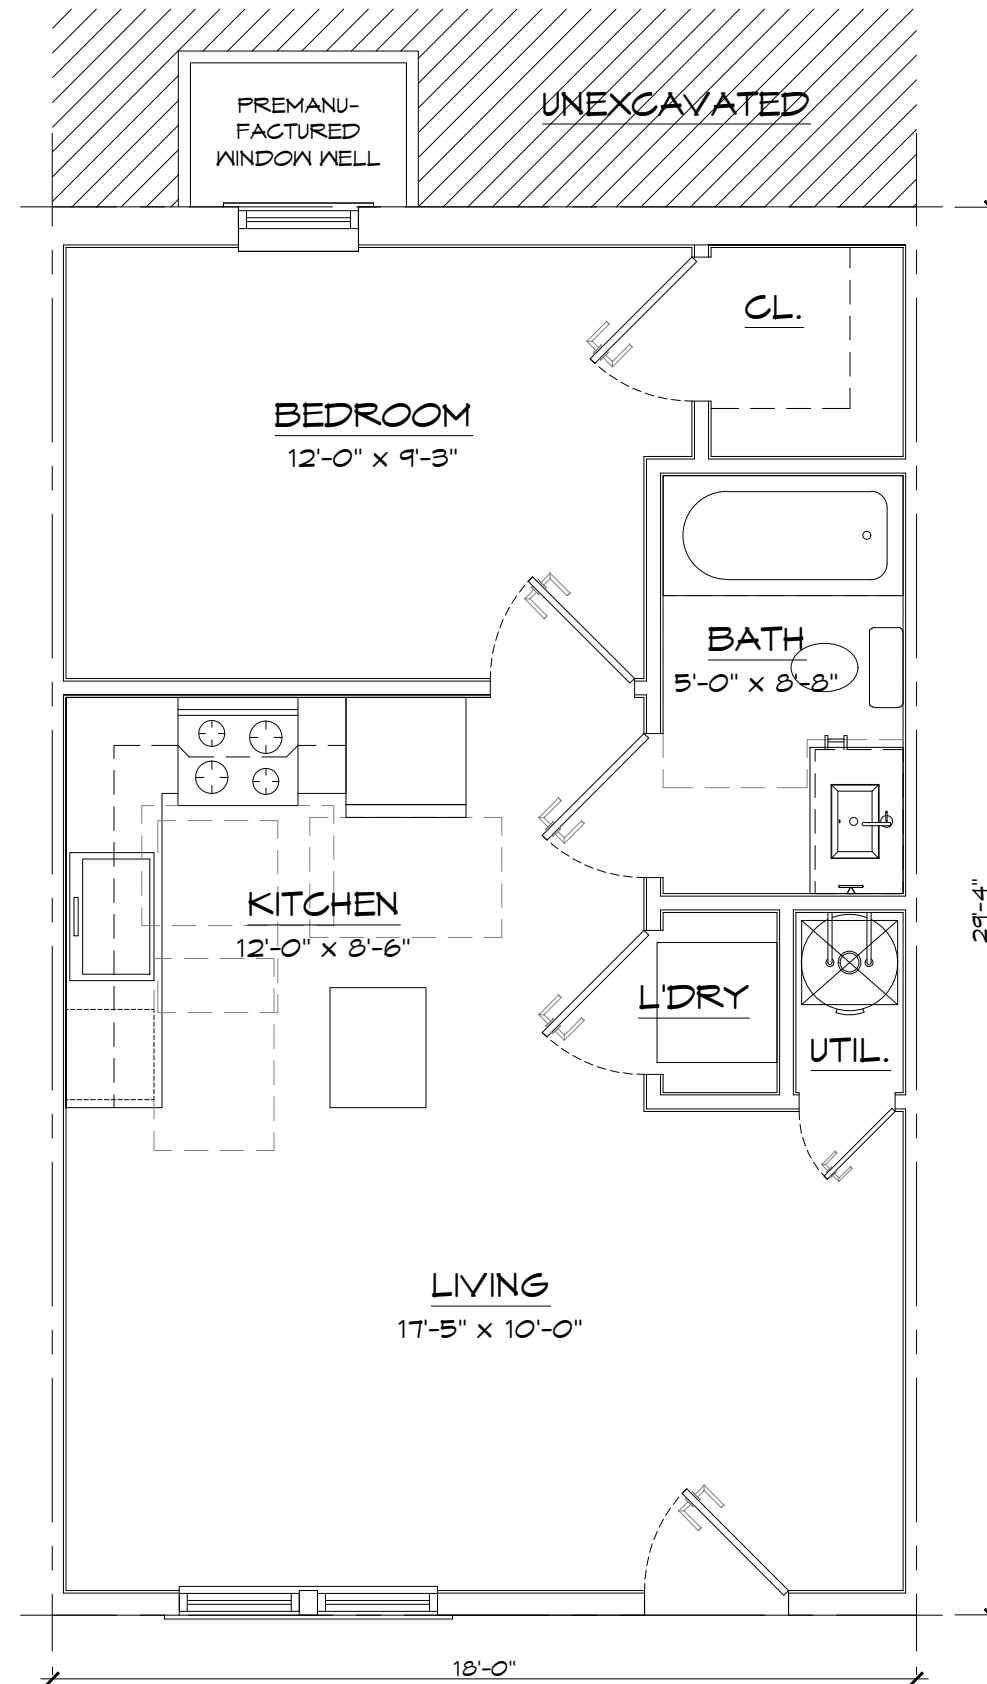 PREMANU-
FACTURED
WINDOW WELL
UNEXCAVATED
CL.
BEDROOM
12'-0" x 9'-3"
BATH
5'-0" x 8'-8"
KITCHEN
12'-0" x 8'-6"
L'DRY
UTIL.
29'-4"
LIVING
17'-5" x 10'-0"
18'-0"